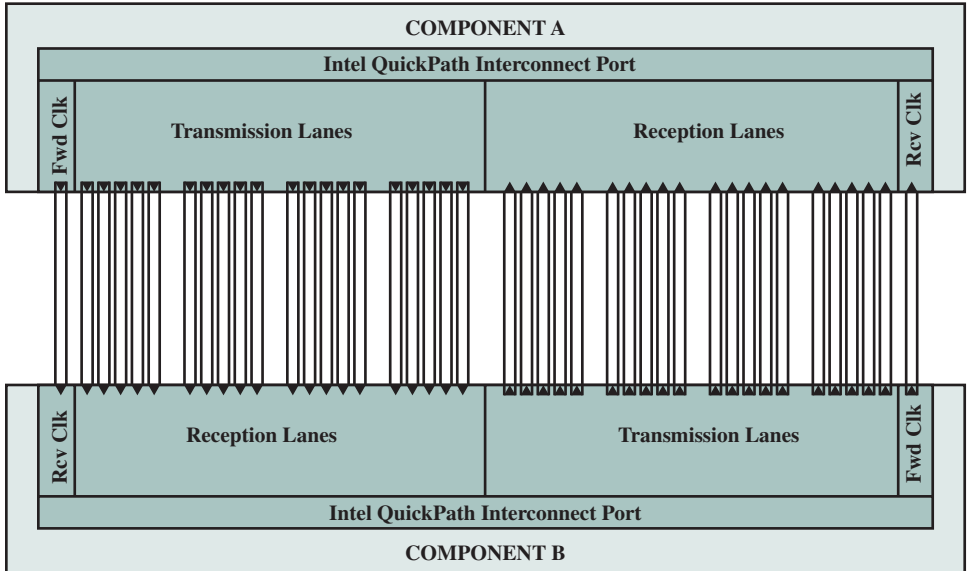 COMPONENT A
Intel QuickPath Interconnect Port
Fwd Clk
Transmission Lanes
Reception Lanes
Rcv Clk
Rcv Clk
Reception Lanes
Transmission Lanes
Fwd Clk
Intel QuickPath Interconnect Port
COMPONENT B